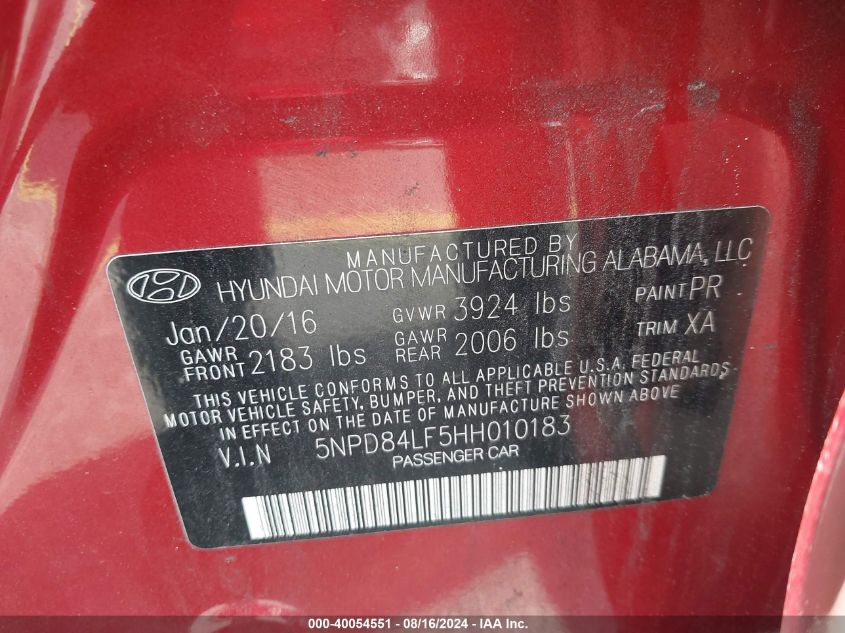 MANUFACTURED BY
HYUNDAI MOTOR MANUFACTURING ALABAMA, LLC
Jan/20/16 GVWR 3924 lbs PAINT PR
GAWR FRONT 2183 lbs GAWR REAR 2006 lbs TRIM XA
THIS VEHICLE CONFORMS TO ALL APPLICABLE U.S.A. FEDERAL
MOTOR VEHICLE SAFETY, BUMPER, AND THEFT PREVENTION STANDARDS
IN EFFECT ON THE DATE OF MANUFACTURE SHOWN ABOVE
V.I.N 5NPD84LF5HH010183
PASSENGER CAR
000-40054551 - 08/16/2024 - IAA Inc.